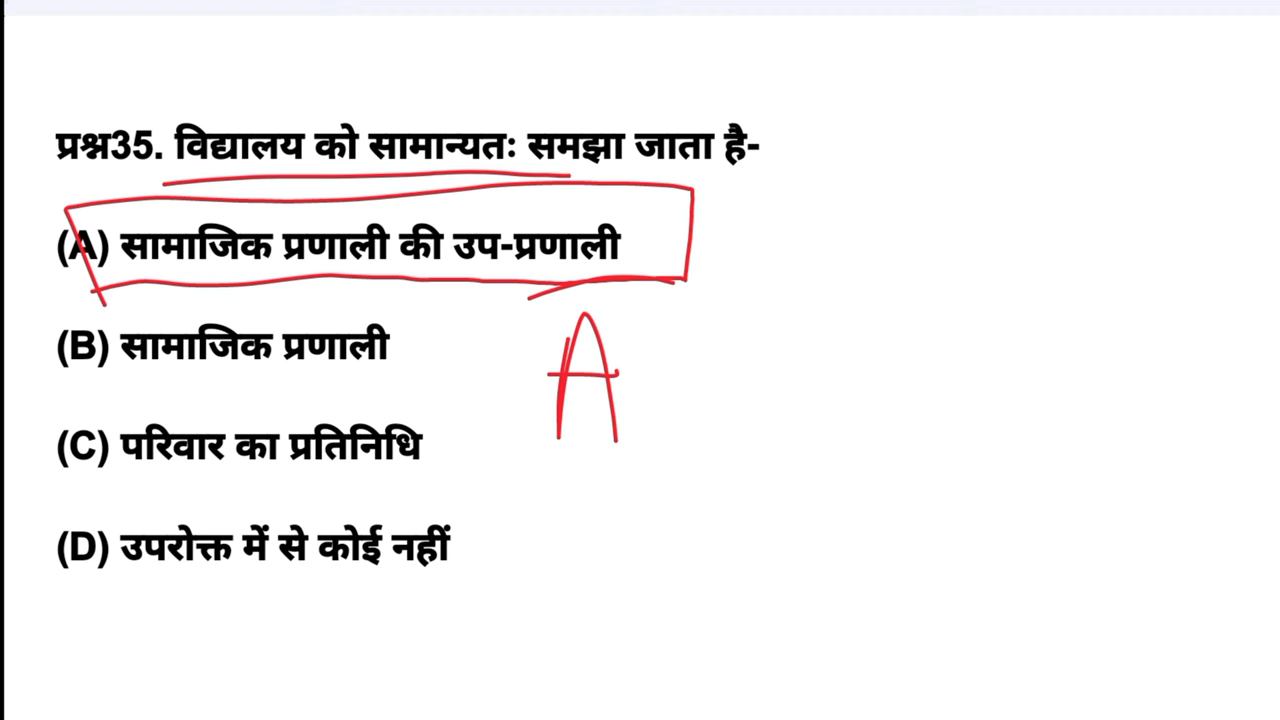 प्रश्न35. विद्यालय को सामान्यतः समझा जाता है-
(A) सामाजिक प्रणाली की उप-प्रणाली
(B) सामाजिक प्रणाली
A
(C) परिवार का प्रतिनिधि
(D) उपरोक्त में से कोई नहीं